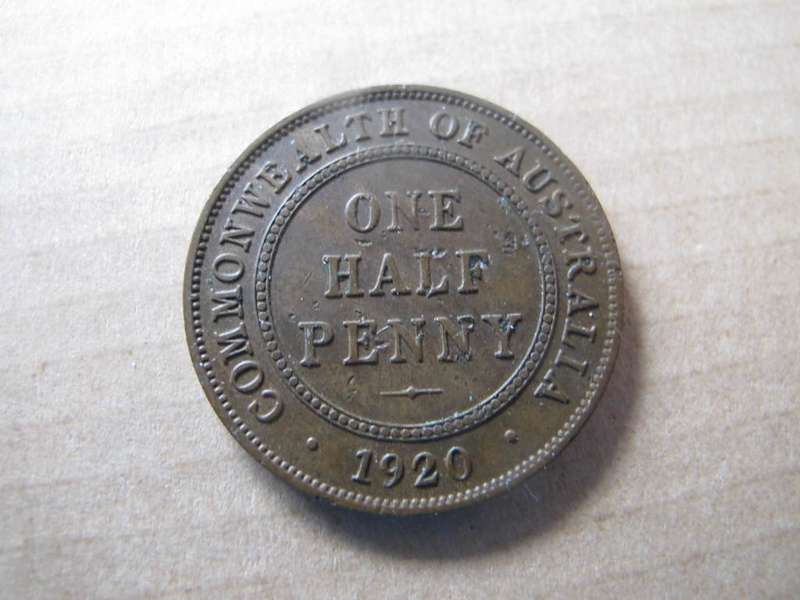 COMMONWEALTH OF AUSTRALIA
ONE
HALF
PENNY
1920